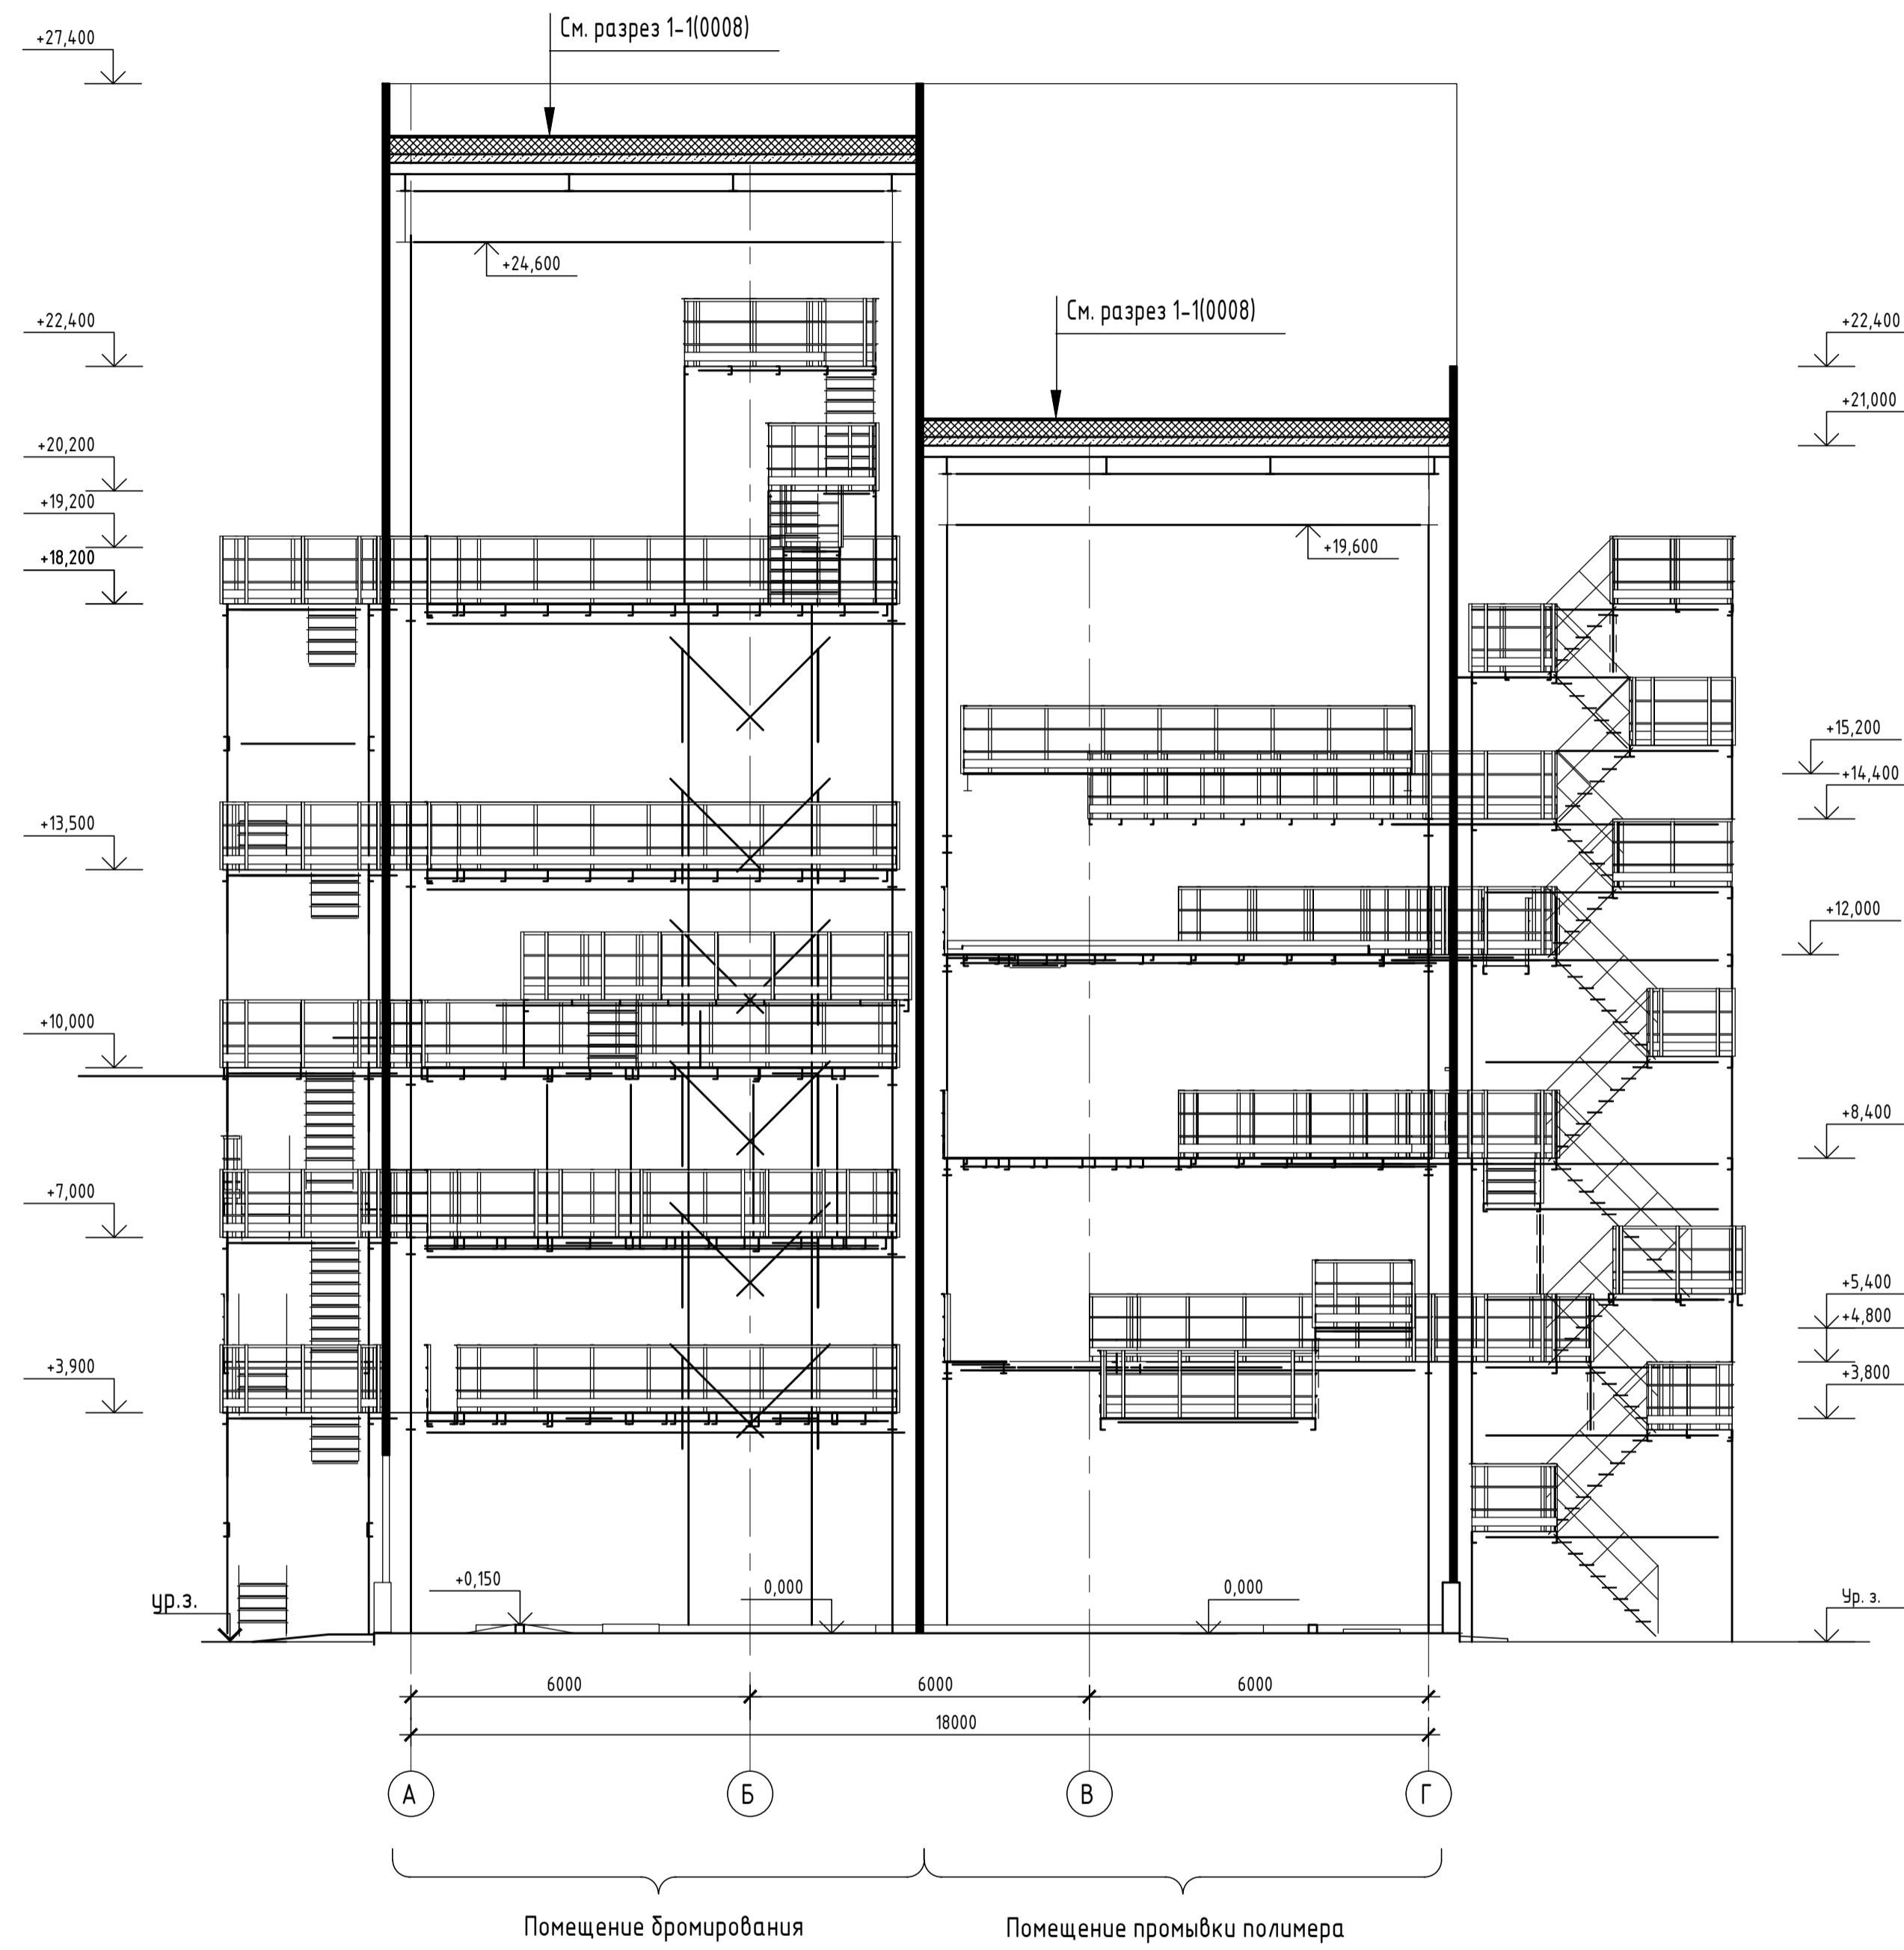 См. разрез 1-1(0008)
+27,400
+24,600
См. разрез 1-1(0008)
+22,400
+22,400
+21,000
+20,200
+19,200
+18,200
+19,600
+15,200
+14,400
+13,500
+12,000
+10,000
+8,400
+7,000
+5,400
+4,800
+3,900
+3,800
+0,150
0,000
0,000
ур.з.
Ур. з.
6000
6000
6000
18000
А
Б
В
Г
Помещение бромирования
Помещение промывки полимера